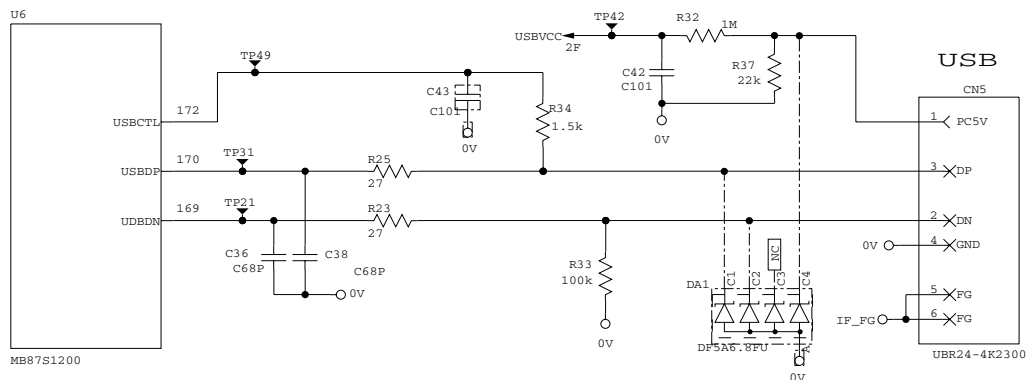 U6
TP42
R32
1M
USBVCC
2F
USB
TP49
C42
C101
R37
22k
CN5
C43
C101
R34
1.5k
172
USBCTL
0V
0V
1
PC5V
TP31
170
USBDP
R25
27
3
DP
TP21
169
UDBDN
R23
27
2
DN
C36
C68P
C38
C68P
0V
4
GND
NC
R33
100k
DA1
C1
C2
C3
C4
0V
5
FG
IF_FG
6
FG
0V
DF5A6.8FU
A
0V
MB87S1200
UBR24-4K2300